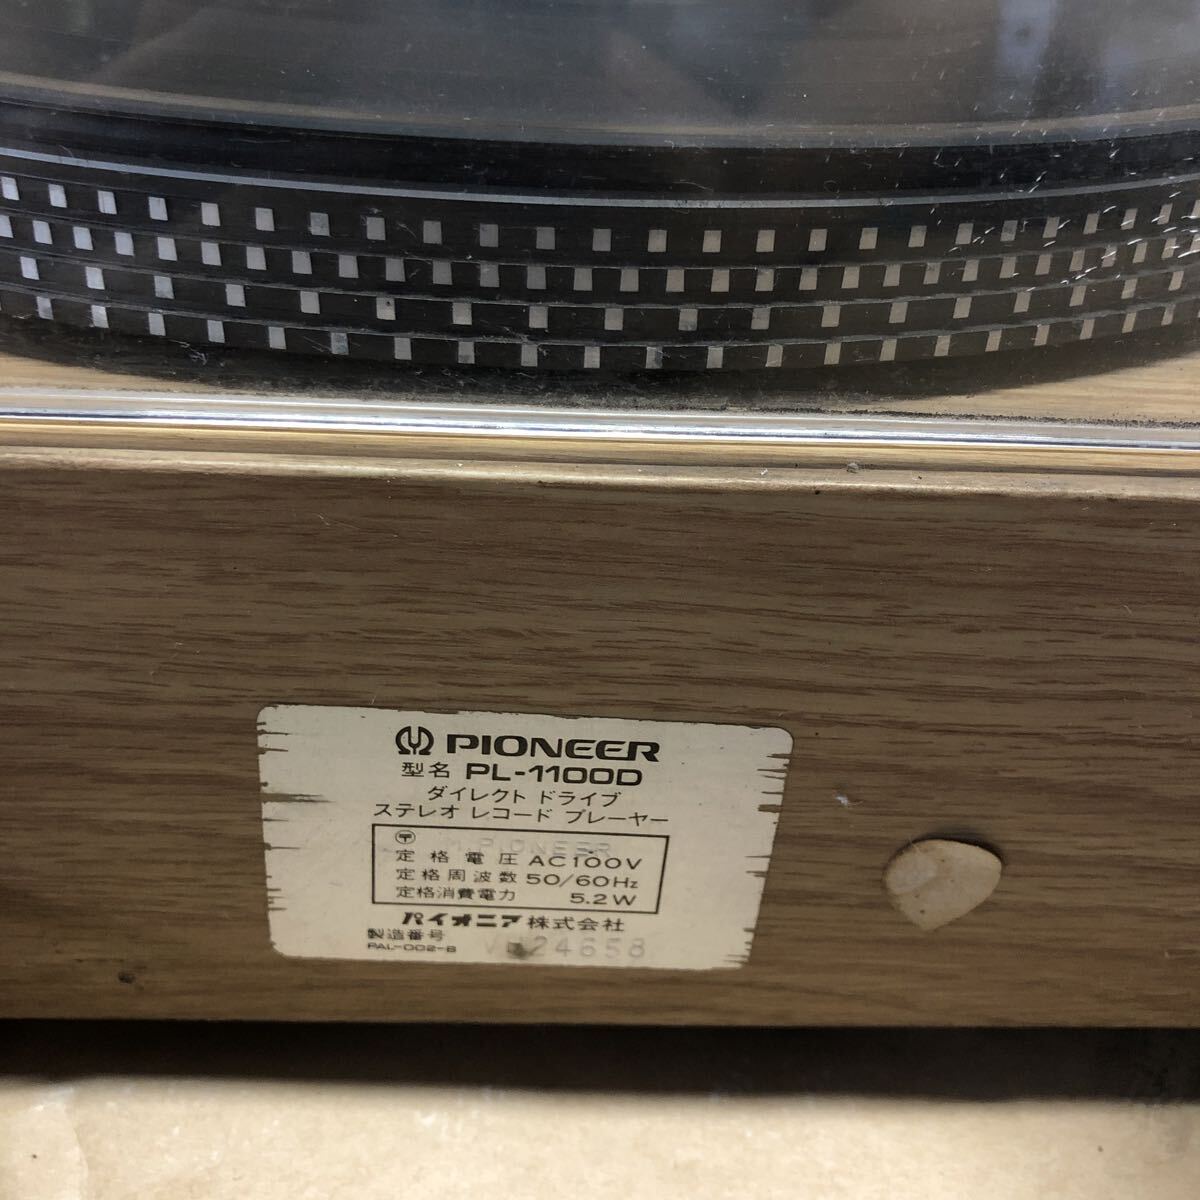 PIONEER
型名 PL-1100D
ダイレクト ドライブ
ステレオ レコード プレーヤー
〒
PIONEER
定格電圧 AC100V
定格周波数 50/60Hz
定格消費電力 5.2W
パイオニア株式会社
製造番号
PAL-002-B
24658